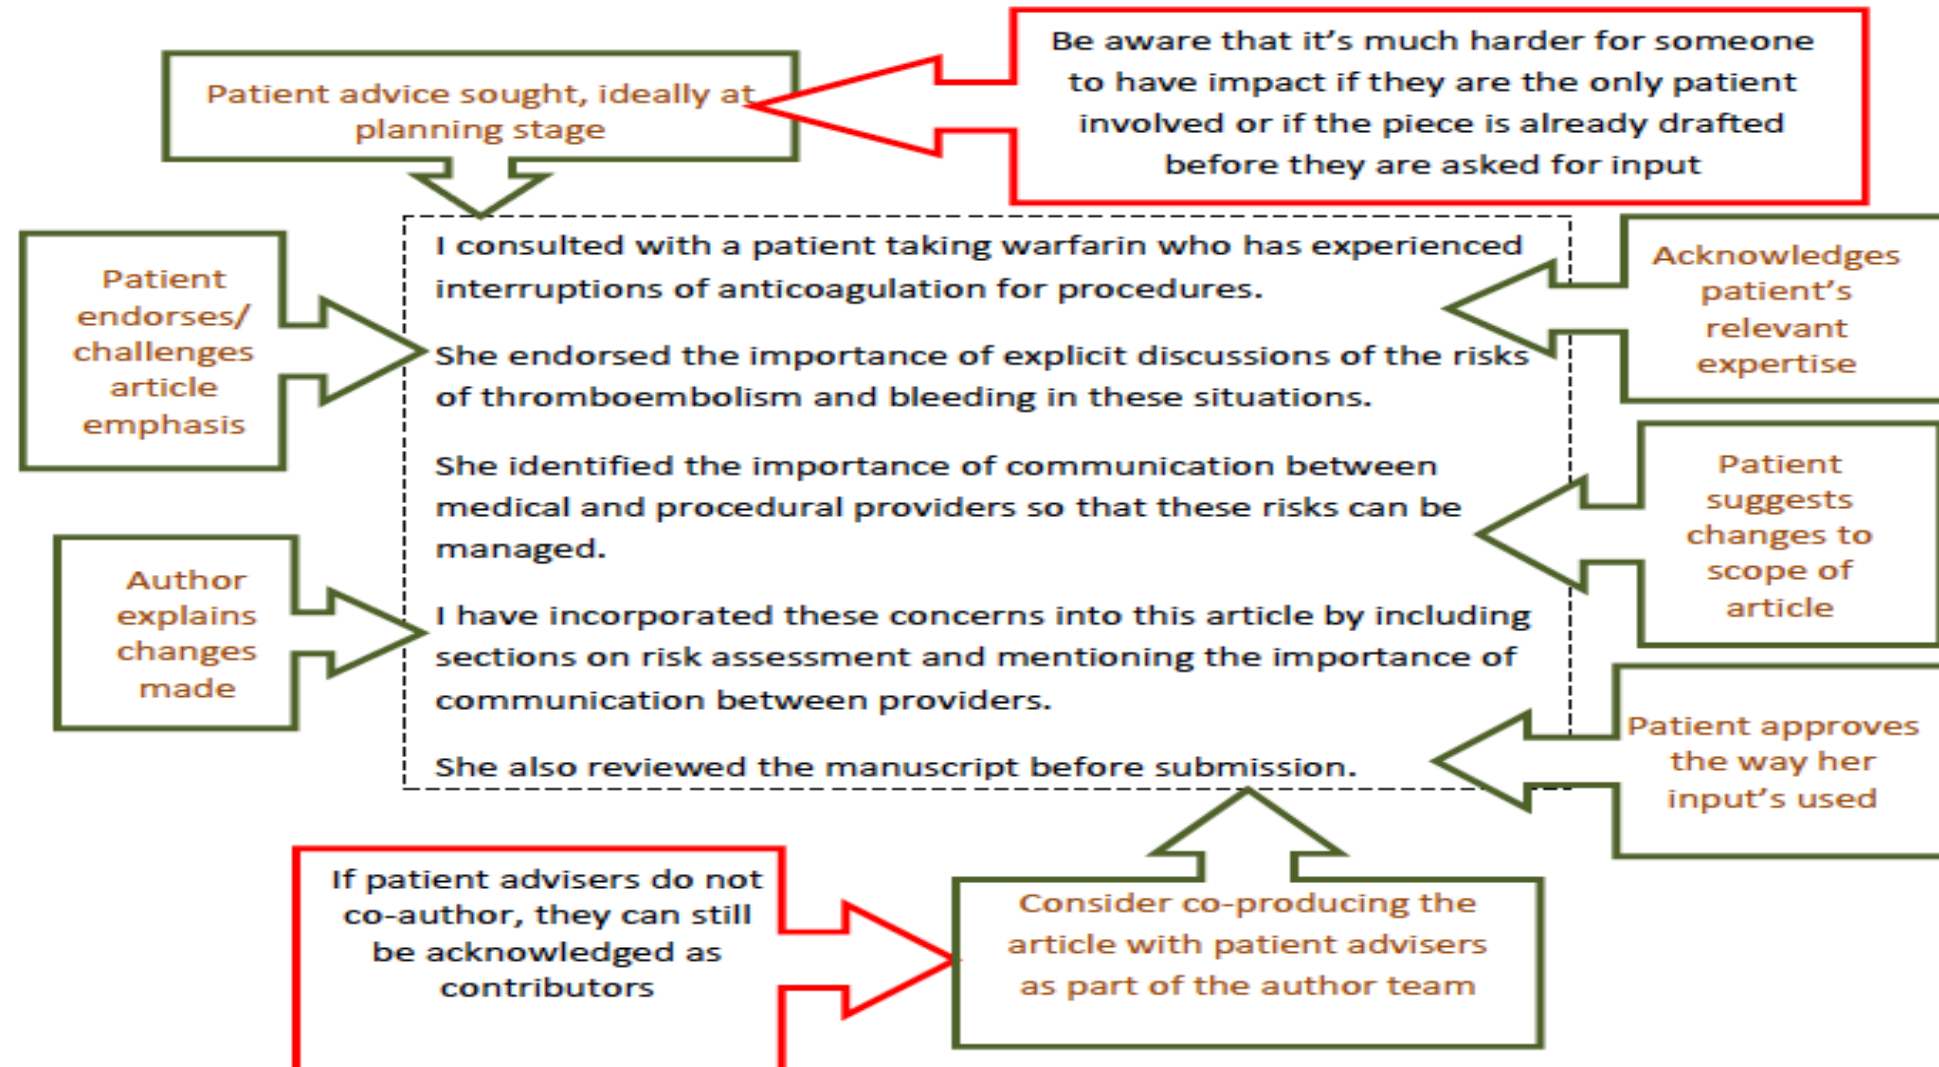 Patient advice sought, ideally at
planning stage
Be aware that it's much harder for someone
to have impact if they are the only patient
involved or if the piece is already drafted
before they are asked for input
Patient
endorses/
challenges
article
emphasis
Author
explains
changes
made
I consulted with a patient taking warfarin who has experienced
interruptions of anticoagulation for procedures.
She endorsed the importance of explicit discussions of the risks
of thromboembolism and bleeding in these situations.
She identified the importance of communication between
medical and procedural providers so that these risks can be
managed.
I have incorporated these concerns into this article by including
sections on risk assessment and mentioning the importance of
communication between providers.
She also reviewed the manuscript before submission.
Acknowledges
patient's
relevant
expertise
Patient
suggests
changes to
scope of
article
Patient approves
the way her
input's used
If patient advisers do not
co-author, they can still
be acknowledged as
contributors
Consider co-producing the
article with patient advisers
as part of the author team